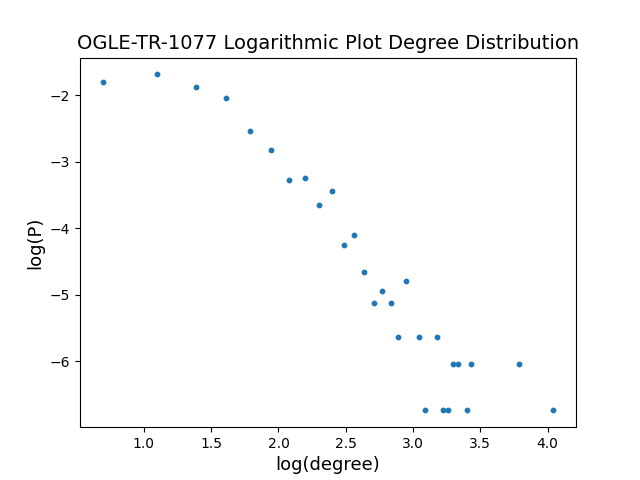 OGLE-TR-1077 Logarithmic Plot Degree Distribution
−2
−3
−4
−5
−6
log(P)
1.0 1.5 2.0 2.5 3.0 3.5 4.0
log(degree)